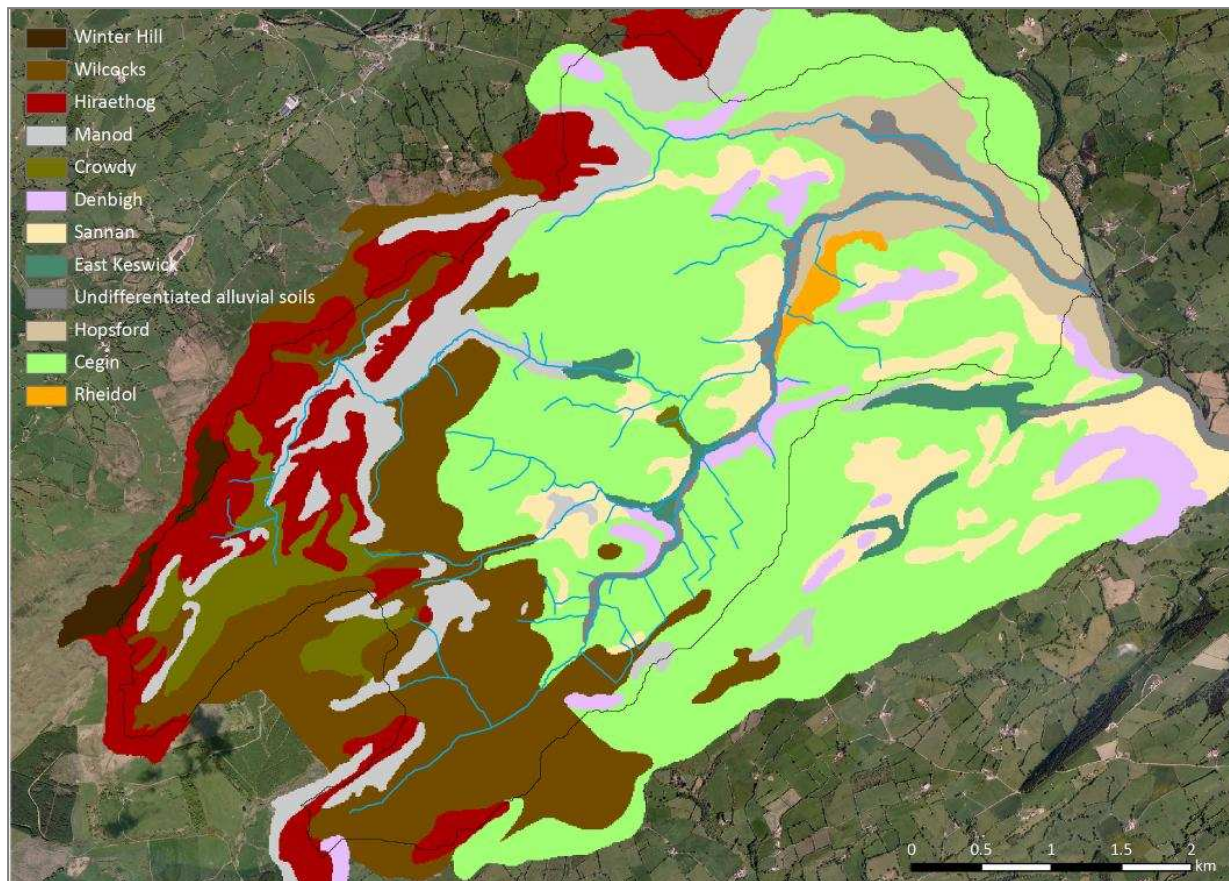 Winter Hill
Wilcocks
Hiraethog
Manod
Crowdy
Denbigh
Sannan
East Keswick
Undifferentiated alluvial soils
Hopsford
Cegin
Rheidol
0 0.5 1 1.5 2
km